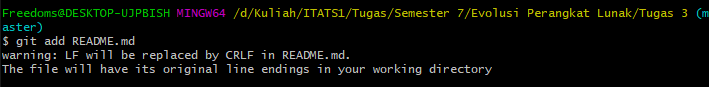 Freedoms@DESKTOP-UJPBISH MINGW64 /d/Kuliah/ITATS1/Tugas/Semester 7/Evolusi Perangkat Lunak/Tugas 3 (m
aster)
$ git add README.md
warning: LF will be replaced by CRLF in README.md.
The file will have its original line endings in your working directory